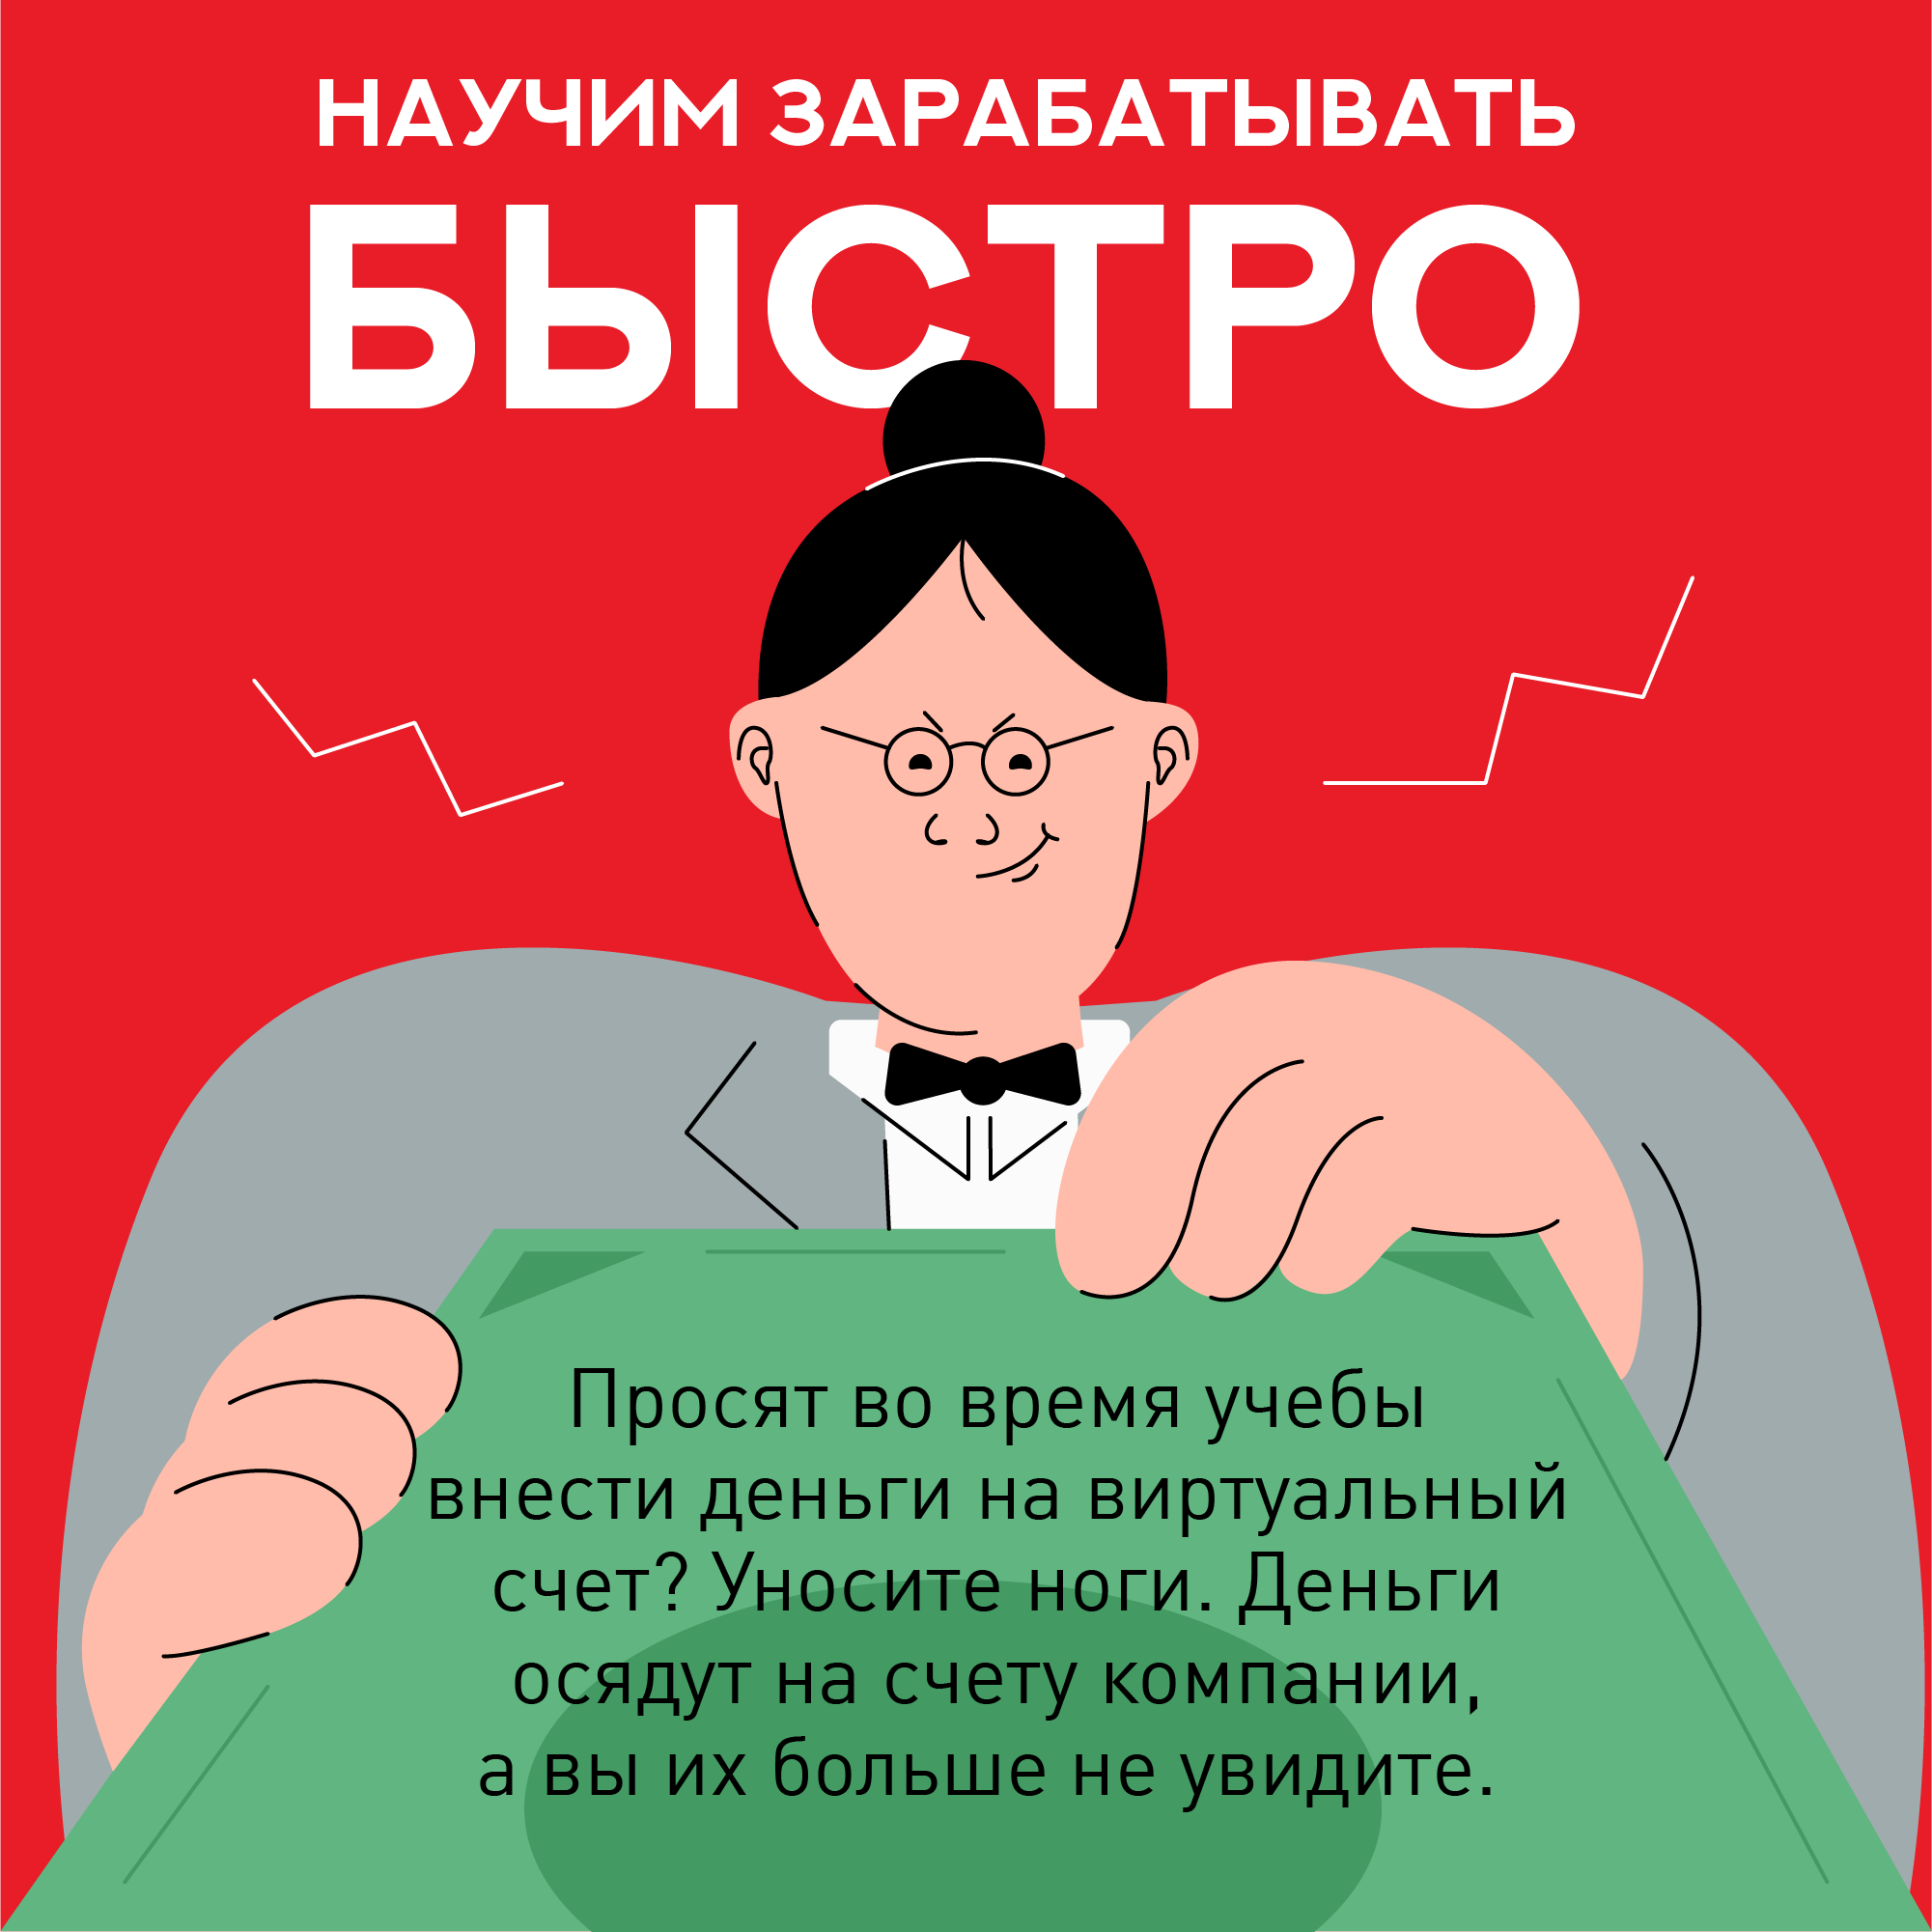 НАУЧИМ ЗАРАБАТЫВАТЬ
БЫСТРО
Просят во время учебы
внести деньги на виртуальный
счет? Уносите ноги. Деньги
осядут на счету компании,
а вы их больше не увидите.